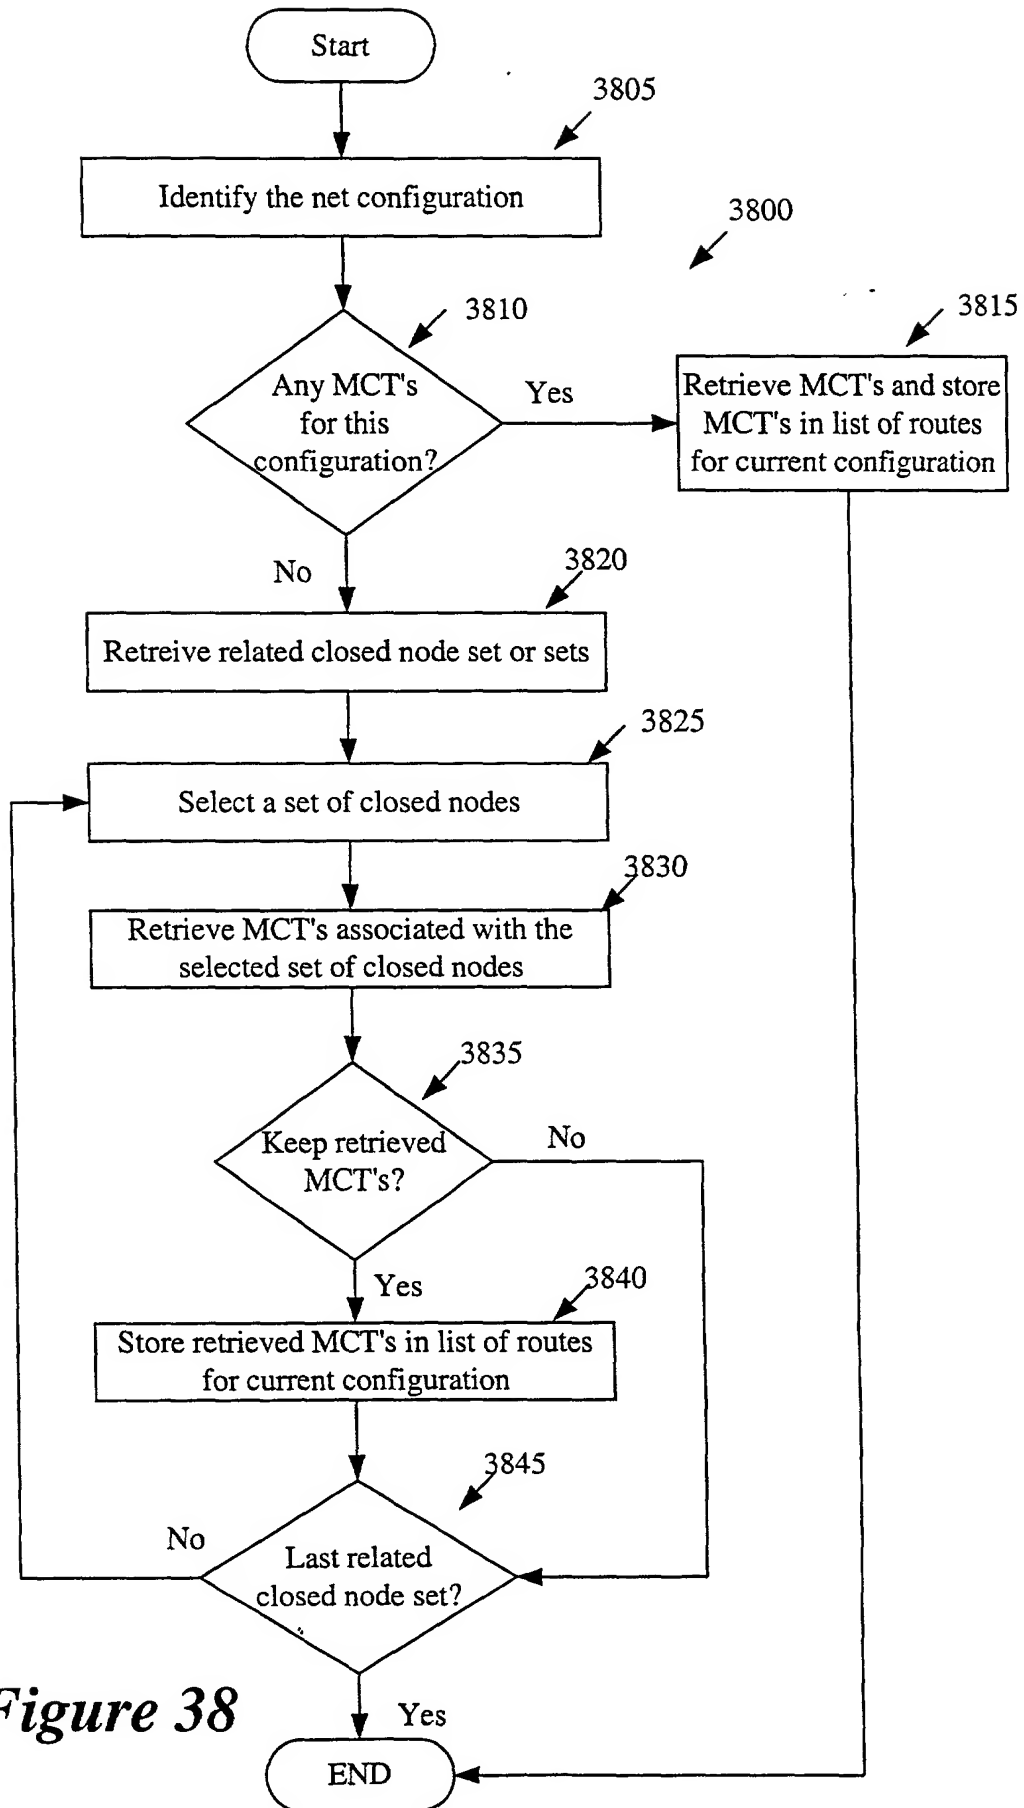 Start
3805
Identify the net configuration
3800
3810
3815
Any MCT's
for this
configuration?
Yes
Retrieve MCT's and store
MCT's in list of routes
for current configuration
No
3820
Retreive related closed node set or sets
3825
Select a set of closed nodes
3830
Retrieve MCT's associated with the
selected set of closed nodes
3835
Keep retrieved
MCT's?
No
Yes
3840
Store retrieved MCT's in list of routes
for current configuration
3845
No
Last related
closed node set?
Figure 38
Yes
END